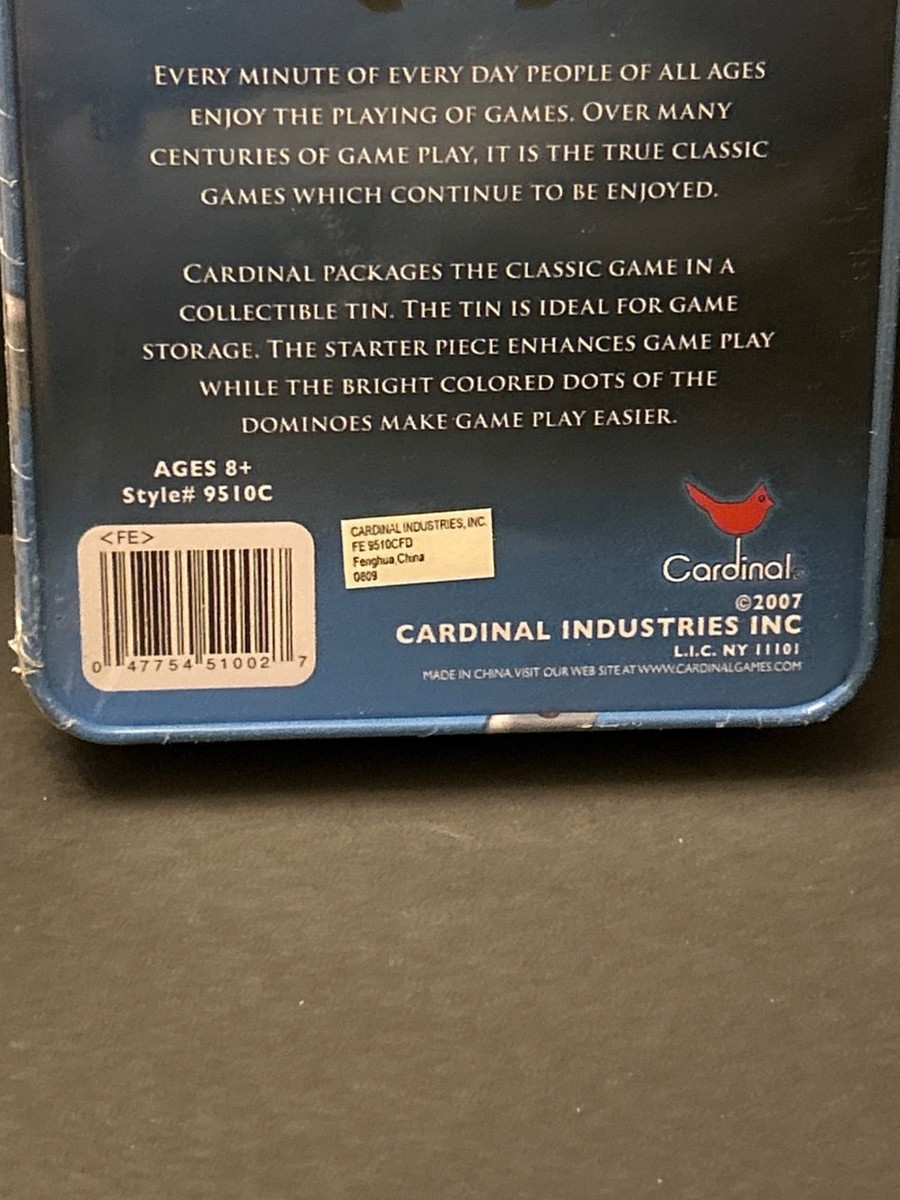 EVERY MINUTE OF EVERY DAY PEOPLE OF ALL AGES
ENJOY THE PLAYING OF GAMES. OVER MANY
CENTURIES OF GAME PLAY, IT IS THE TRUE CLASSIC
GAMES WHICH CONTINUE TO BE ENJOYED.
CARDINAL PACKAGES THE CLASSIC GAME IN A
COLLECTIBLE TIN. THE TIN IS IDEAL FOR GAME
STORAGE. THE STARTER PIECE ENHANCES GAME PLAY
WHILE THE BRIGHT COLORED DOTS OF THE
DOMINOES MAKE GAME PLAY EASIER.
AGES 8+
Style# 9510C
<FE>
0 47754 51002 7
CARDINAL INDUSTRIES, INC.
FE 9510CFD
Fenghua, China
0809
Cardinal
©2007
CARDINAL INDUSTRIES INC
L.I.C. NY 11101
MADE IN CHINA. VISIT OUR WEB SITE AT WWW.CARDINALGAMES.COM